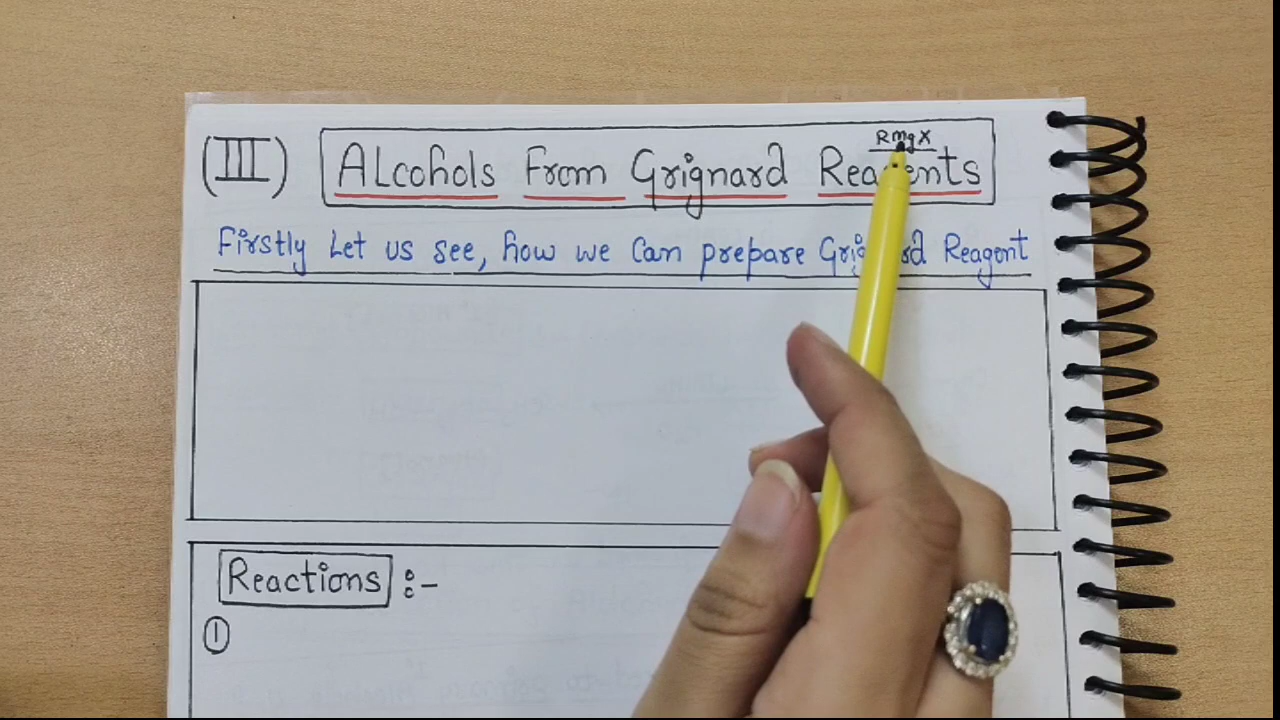 RMgX
(III) Alcohols From Grignard Reagents
Firstly Let us see, how we can prepare Grignard Reagent
Reactions :-
①